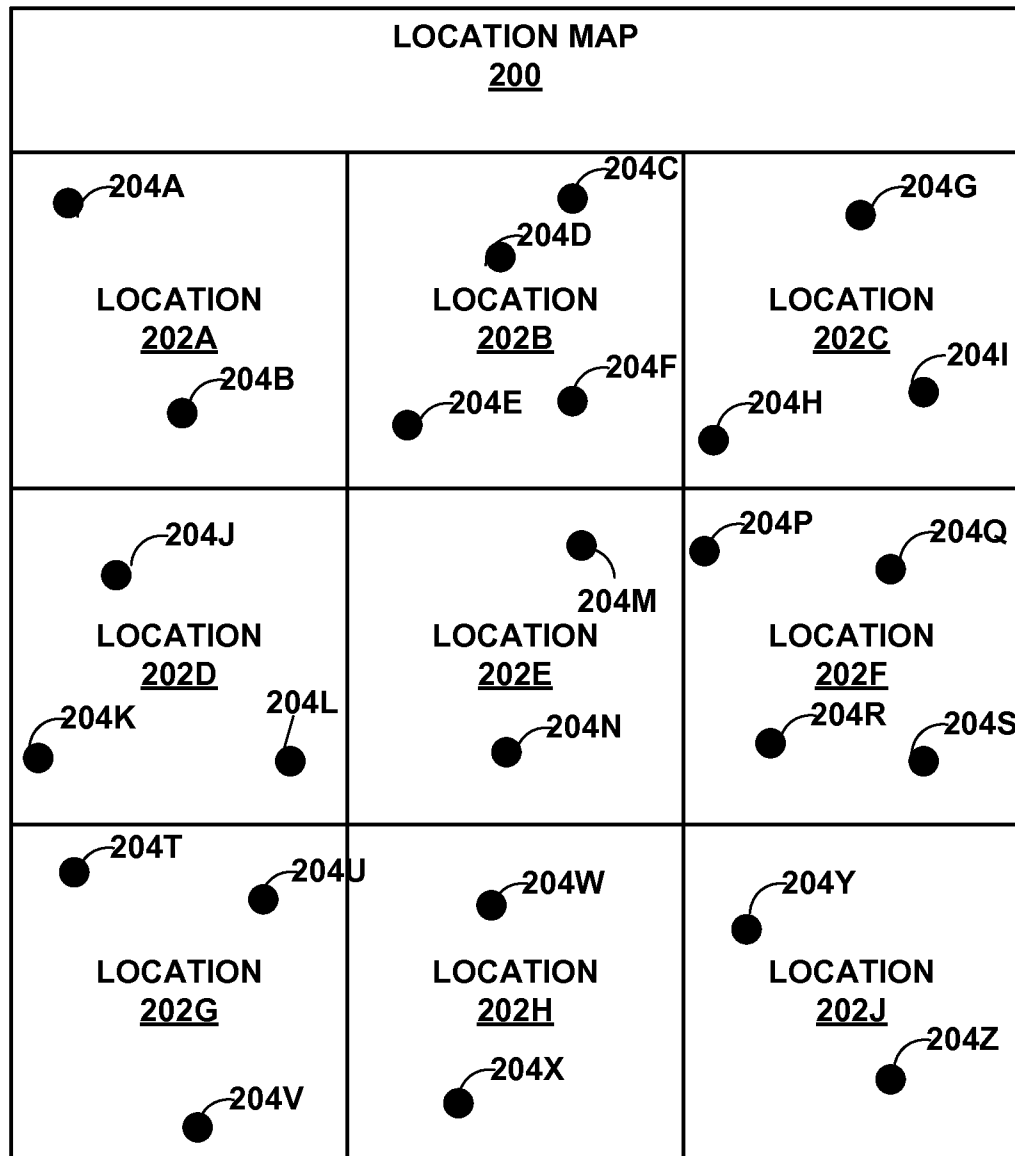 LOCATION MAP
200
204A
LOCATION
202A
204B
204C
204D
LOCATION
202B
204E
204F
204G
LOCATION
202C
204H
204I
204J
LOCATION
202D
204K
204L
204M
LOCATION
202E
204N
204P
204Q
LOCATION
202F
204R
204S
204T
204U
LOCATION
202G
204V
204W
LOCATION
202H
204X
204Y
LOCATION
202J
204Z